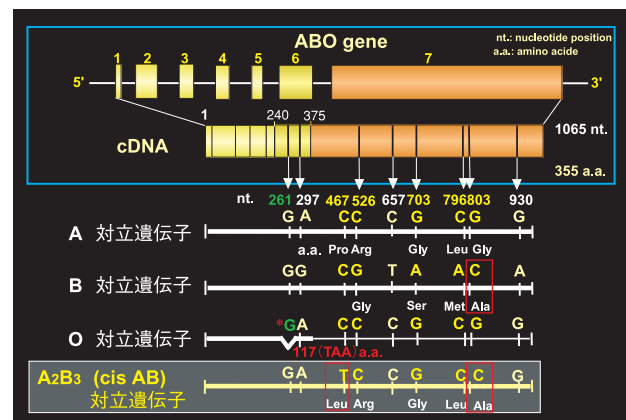 ABO gene
nt.: nucleotide position
a.a.: amino acide
1 2 3 4 5 6 7
5' 3'
1 240 375
cDNA
1065 nt.
355 a.a.
nt. 261 297 467 526 657 703 796 803 930
G A C C C G C G G
A 対立遺伝子
a.a. Pro Arg Gly Leu Gly
G G C G T A A C A
B 対立遺伝子
Gly Ser Met Ala
*G A C C C G C G G
O 対立遺伝子
117(TAA)a.a.
A2B3 (cis AB) G A T C C G C C G
対立遺伝子
Leu Arg Gly Leu Ala